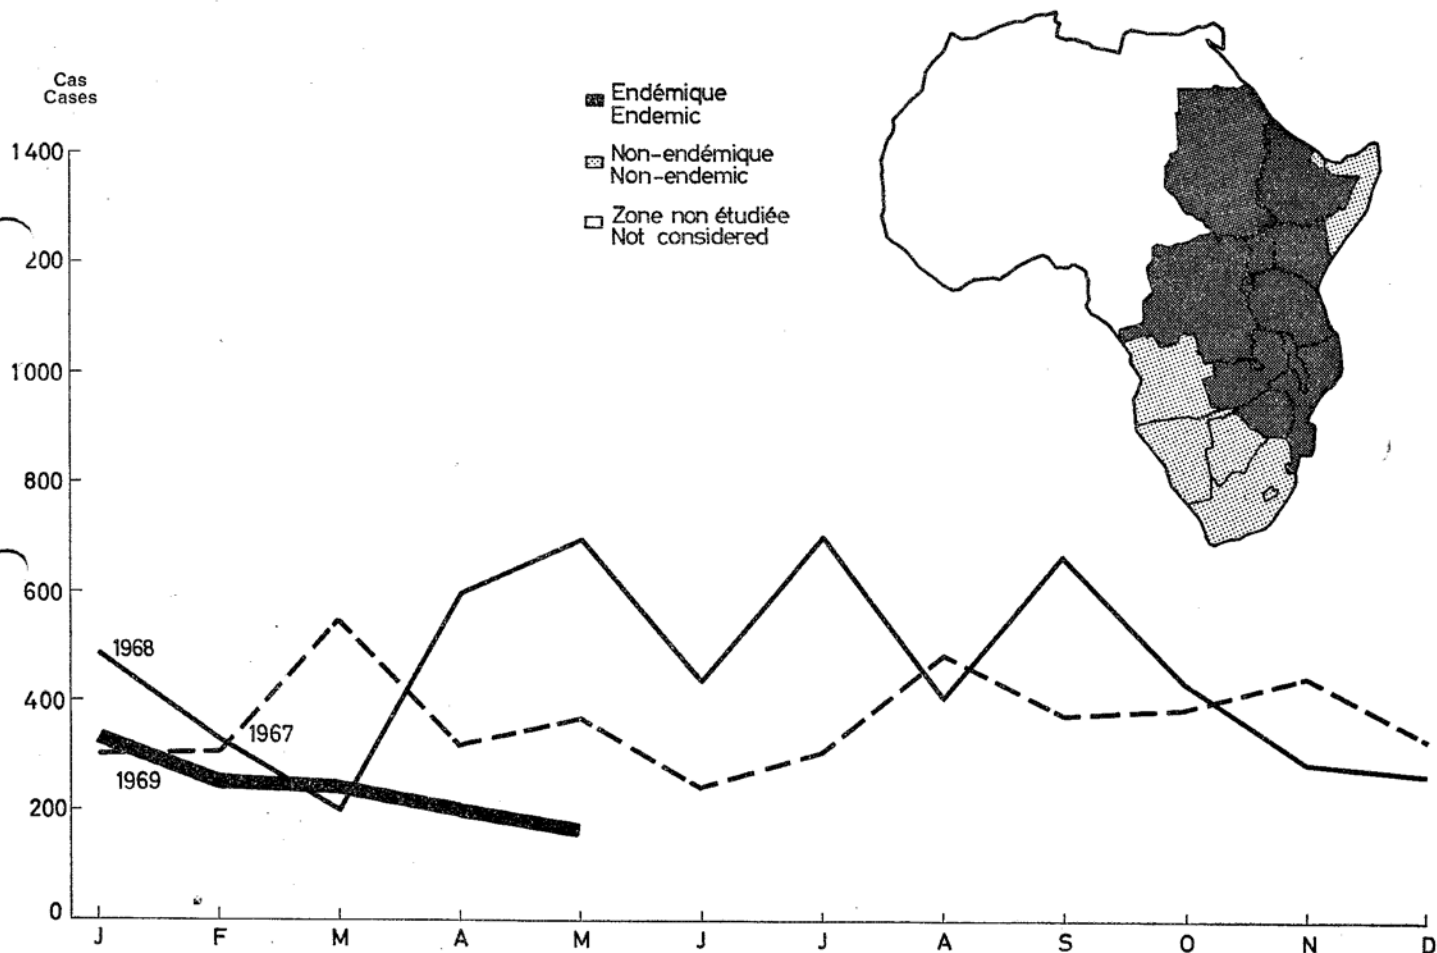 Cas
Cases
Endémique
Endemic
Non-endémique
Non-endemic
Zone non étudiée
Not considered
1400
200
1000
800
600
400
200
0
1968
1967
1969
J F M A M J J A S O N D